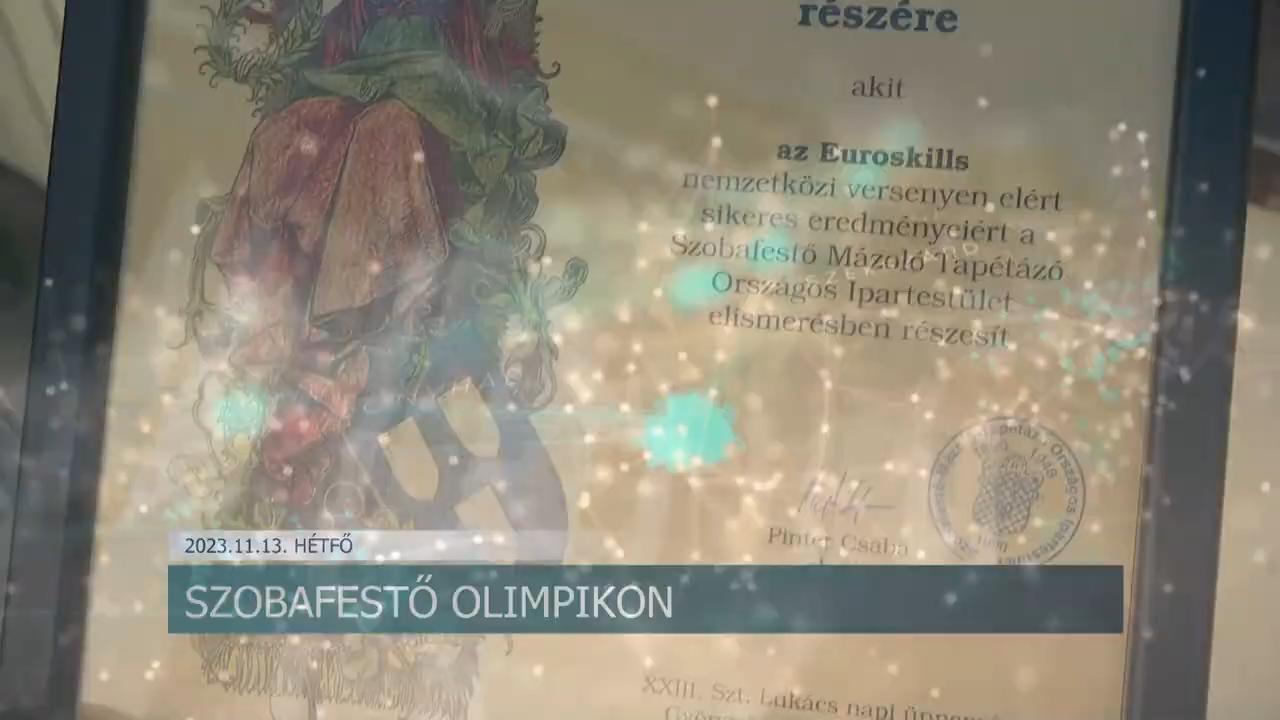 részére
akit
az Euroskills
nemzetközi versenyen elért
sikeres eredményeiért a
Szobafestő Mázoló Tapétázó
Országos Ipartestület
elismerésben részesít
Pintér Csaba
2023.11.13. HÉTFŐ
SZOBAFESTŐ OLIMPIKON
XXIII. Szt. Lukács napi